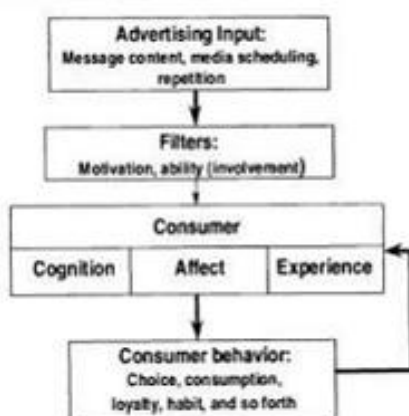 Advertising Input:
Message content, media scheduling,
repetition
Filters:
Motivation, ability (involvement)
Consumer
Cognition Affect Experience
Consumer behavior:
Choice, consumption,
loyalty, habit, and so forth